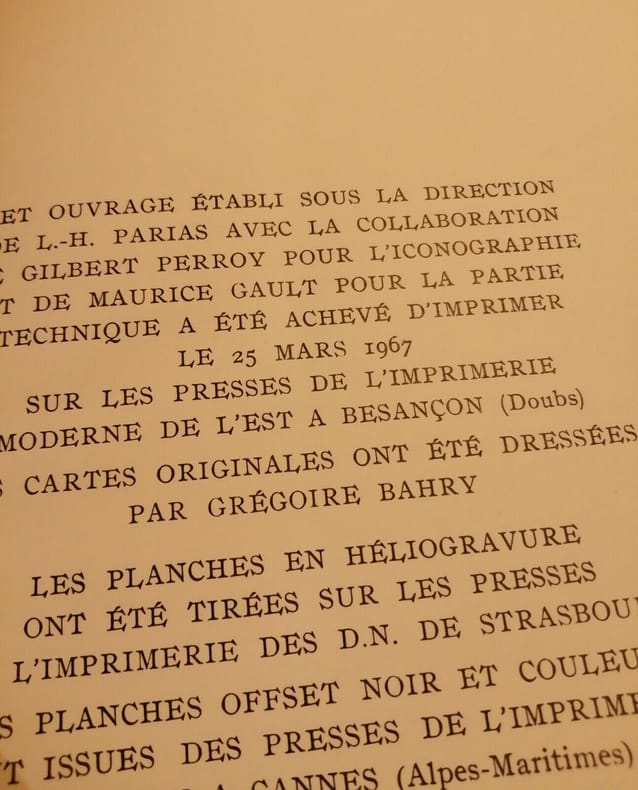 ET OUVRAGE ÉTABLI SOUS LA DIRECTION
DE L.-H. PARIAS AVEC LA COLLABORATION
GILBERT PERROY POUR L'ICONOGRAPHIE
T DE MAURICE GAULT POUR LA PARTIE
TECHNIQUE A ÉTÉ ACHEVÉ D'IMPRIMER
LE 25 MARS 1967
SUR LES PRESSES DE L'IMPRIMERIE
MODERNE DE L'EST A BESANÇON (Doubs)
S CARTES ORIGINALES ONT ÉTÉ DRESSÉES
PAR GRÉGOIRE BAHRY
LES PLANCHES EN HÉLIOGRAVURE
ONT ÉTÉ TIRÉES SUR LES PRESSES
L'IMPRIMERIE DES D.N. DE STRASBOU
S PLANCHES OFFSET NOIR ET COULEU
T ISSUES DES PRESSES DE L'IMPRIME
A CANNES (Alpes-Maritimes)